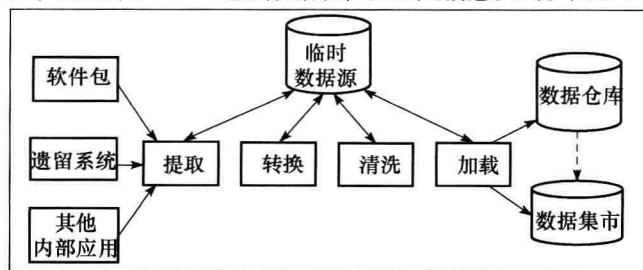 临时
数据源
软件包
数据仓库
遗留系统
提取
转换
清洗
加载
其他
内部应用
数据集市